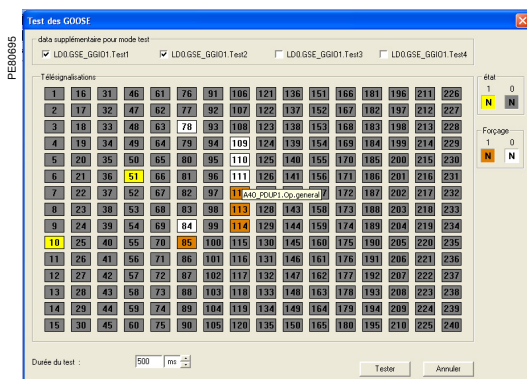 PE80695
Test des GOOSE
data supplémentaire pour mode test
LD0.GSE_GGIO1.Test1 LD0.GSE_GGIO1.Test2 LD0.GSE_GGIO1.Test3 LD0.GSE_GGIO1.Test4
Télésignalisations
1 16 31 46 61 76 91 106 121 136 151 166 181 196 211 226
2 17 32 47 62 77 92 107 122 137 152 167 182 197 212 227
3 18 33 48 63 78 93 108 123 138 153 168 183 198 213 228
4 19 34 49 64 79 94 109 124 139 154 169 184 199 214 229
5 20 35 50 65 80 95 110 125 140 155 170 185 200 215 230
6 21 36 51 66 81 96 111 126 141 156 171 186 201 216 231
7 22 37 52 67 82 97 11 A40_PDUP1.Op.general 7 172 187 202 217 232
8 23 38 53 68 83 98 113 128 143 158 173 188 203 218 233
9 24 39 54 69 84 99 114 129 144 159 174 189 204 219 234
10 25 40 55 70 85 100 115 130 145 160 175 190 205 220 235
11 26 41 56 71 86 101 116 131 146 161 176 191 206 221 236
12 27 42 57 72 87 102 117 132 147 162 177 192 207 222 237
13 28 43 58 73 88 103 118 133 148 163 178 193 208 223 238
14 29 44 59 74 89 104 119 134 149 164 179 194 209 224 239
15 30 45 60 75 90 105 120 135 150 165 180 195 210 225 240
état
1 0
N N
Forçage
1 0
N N
Durée du test : 500 ms
Tester Annuler